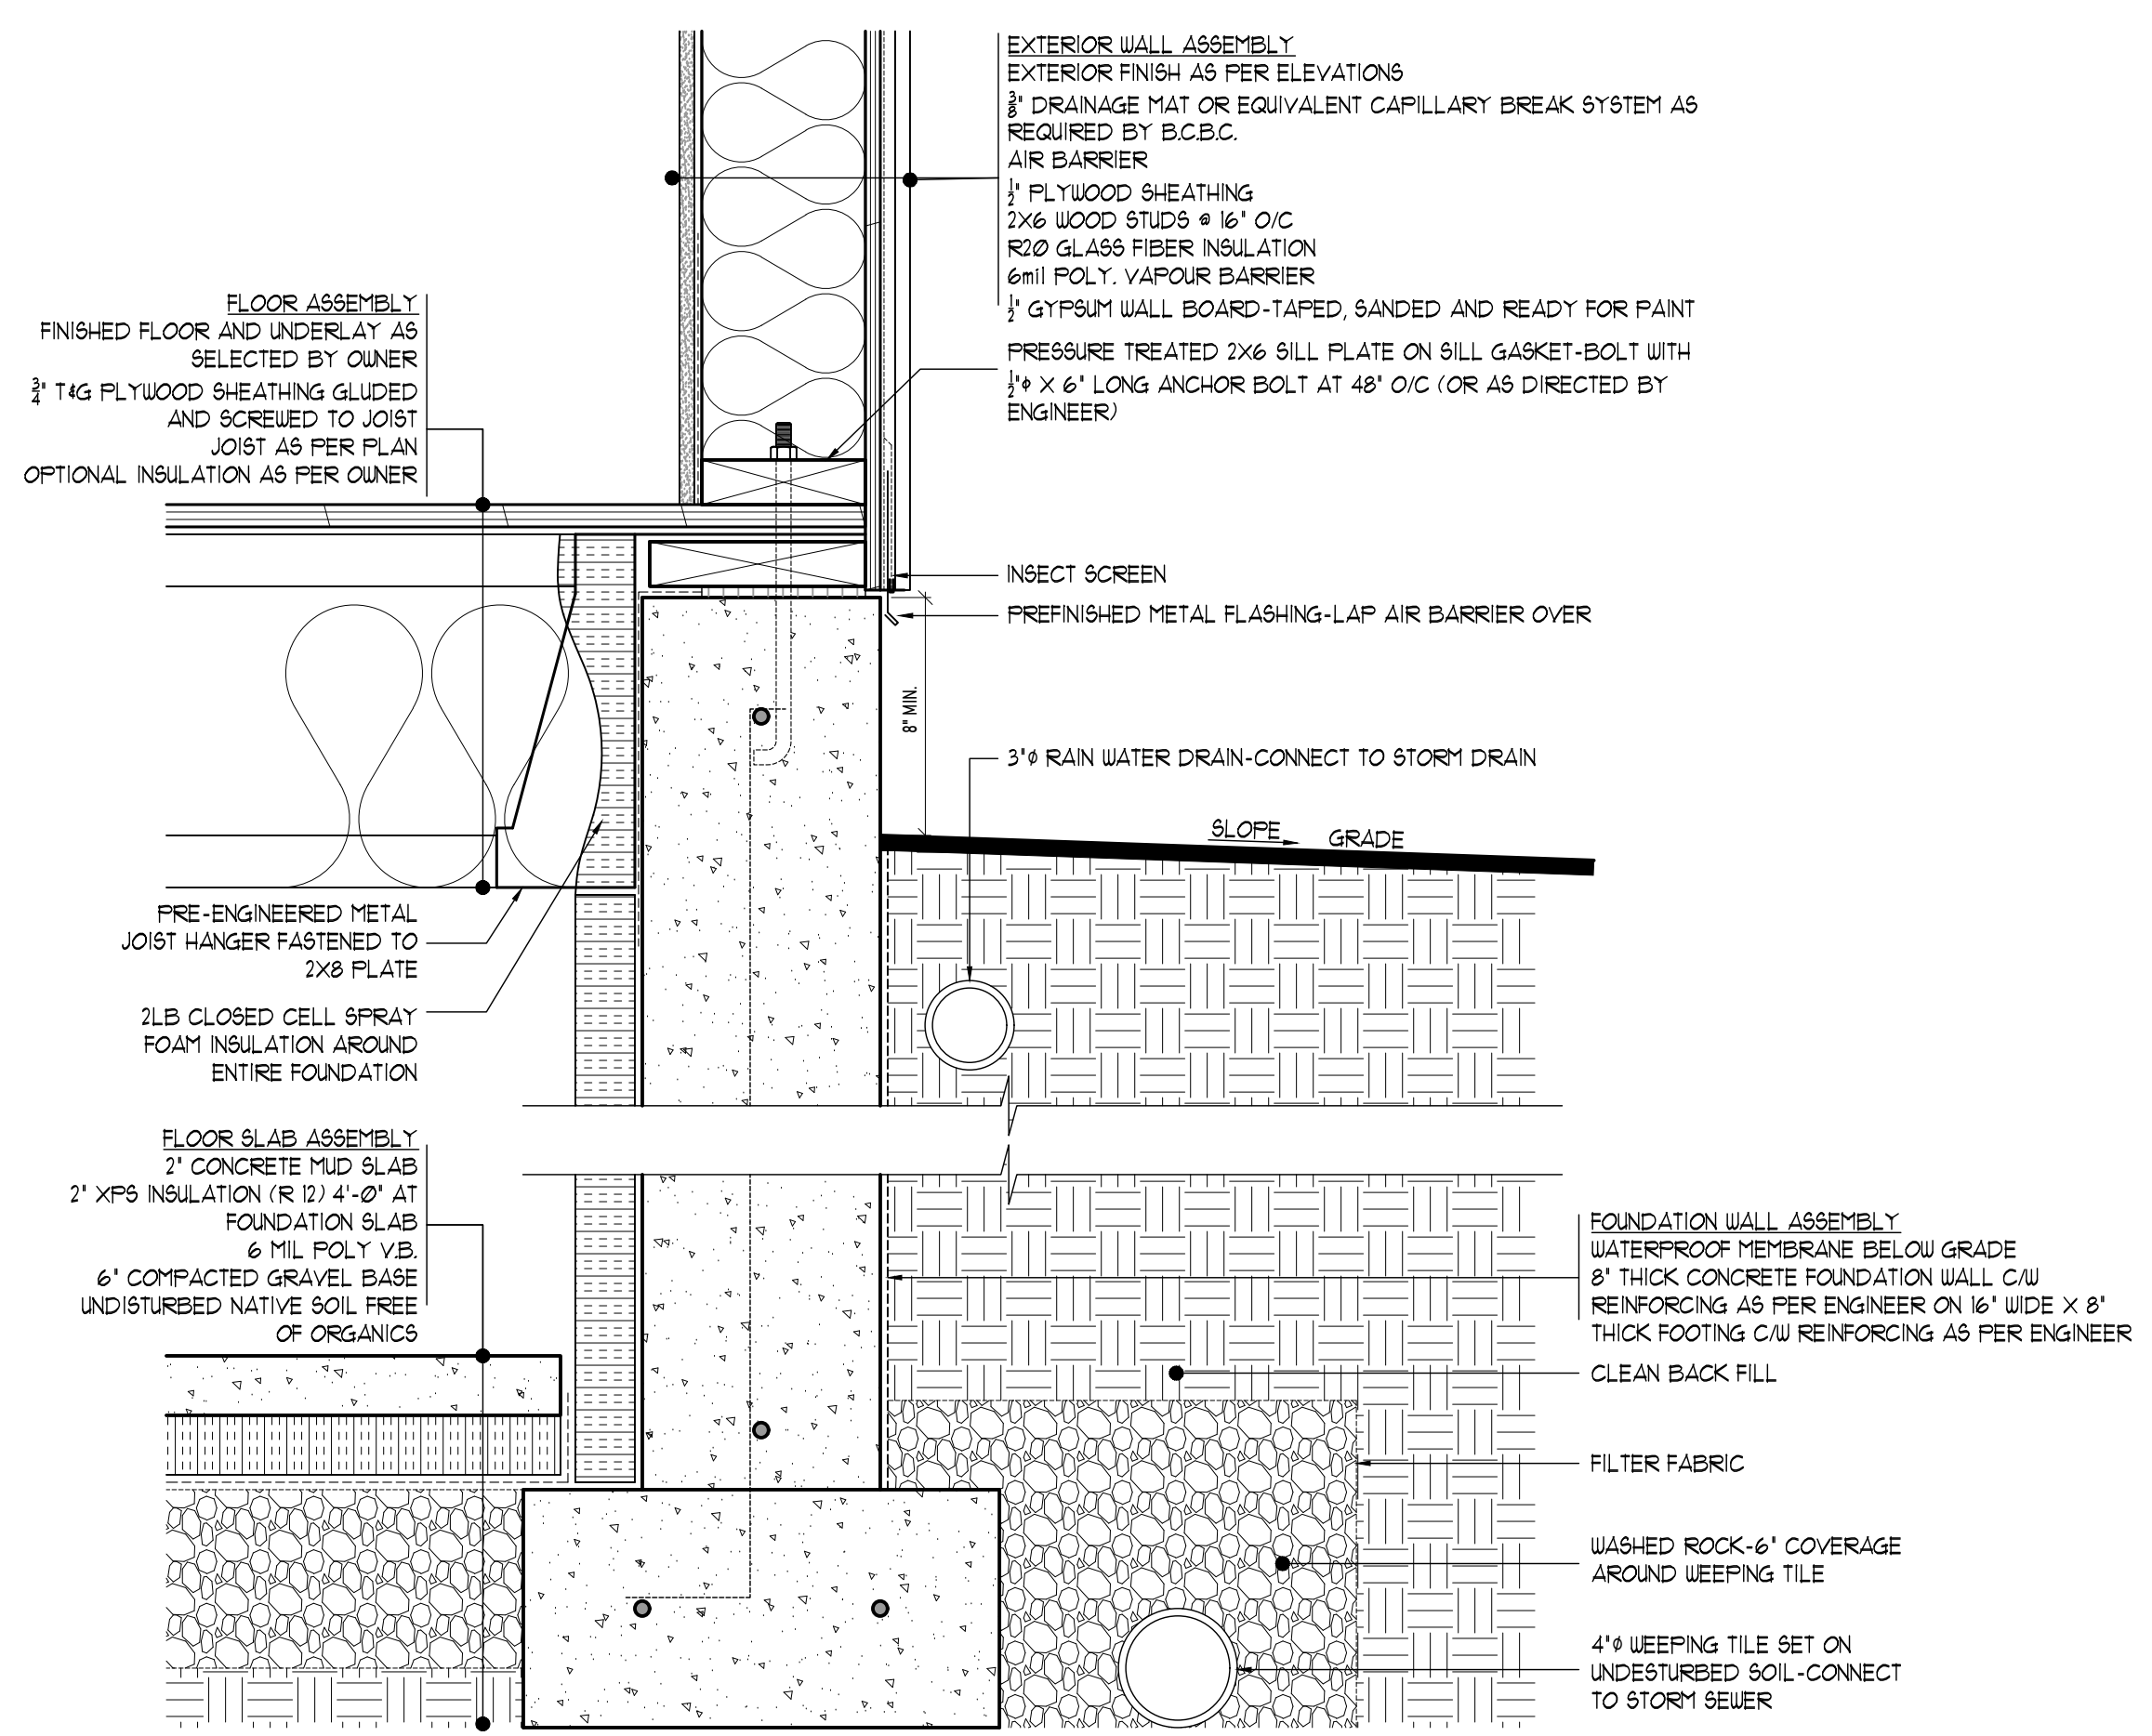 EXTERIOR WALL ASSEMBLY
EXTERIOR FINISH AS PER ELEVATIONS
3/8" DRAINAGE MAT OR EQUIVALENT CAPILLARY BREAK SYSTEM AS
REQUIRED BY B.C.B.C.
AIR BARRIER
1/2" PLYWOOD SHEATHING
2X6 WOOD STUDS @ 16" O/C
R20 GLASS FIBER INSULATION
6mil POLY. VAPOUR BARRIER
1/2" GYPSUM WALL BOARD-TAPED, SANDED AND READY FOR PAINT
PRESSURE TREATED 2X6 SILL PLATE ON SILL GASKET-BOLT WITH
1/2"Φ X 6" LONG ANCHOR BOLT AT 48" O/C (OR AS DIRECTED BY
ENGINEER)
FLOOR ASSEMBLY
FINISHED FLOOR AND UNDERLAY AS
SELECTED BY OWNER
3/4" T&G PLYWOOD SHEATHING GLUDED
AND SCREWED TO JOIST
JOIST AS PER PLAN
OPTIONAL INSULATION AS PER OWNER
INSECT SCREEN
PREFINISHED METAL FLASHING-LAP AIR BARRIER OVER
8" MIN.
3"Φ RAIN WATER DRAIN-CONNECT TO STORM DRAIN
SLOPE
GRADE
PRE-ENGINEERED METAL
JOIST HANGER FASTENED TO
2X8 PLATE
2LB CLOSED CELL SPRAY
FOAM INSULATION AROUND
ENTIRE FOUNDATION
FLOOR SLAB ASSEMBLY
2" CONCRETE MUD SLAB
2" XPS INSULATION (R 12) 4'-0" AT
FOUNDATION SLAB
6 MIL POLY V.B.
6" COMPACTED GRAVEL BASE
UNDISTURBED NATIVE SOIL FREE
OF ORGANICS
FOUNDATION WALL ASSEMBLY
WATERPROOF MEMBRANE BELOW GRADE
8" THICK CONCRETE FOUNDATION WALL C/W
REINFORCING AS PER ENGINEER ON 16" WIDE X 8"
THICK FOOTING C/W REINFORCING AS PER ENGINEER
CLEAN BACK FILL
FILTER FABRIC
WASHED ROCK-6" COVERAGE
AROUND WEEPING TILE
4"Φ WEEPING TILE SET ON
UNDESTURBED SOIL-CONNECT
TO STORM SEWER